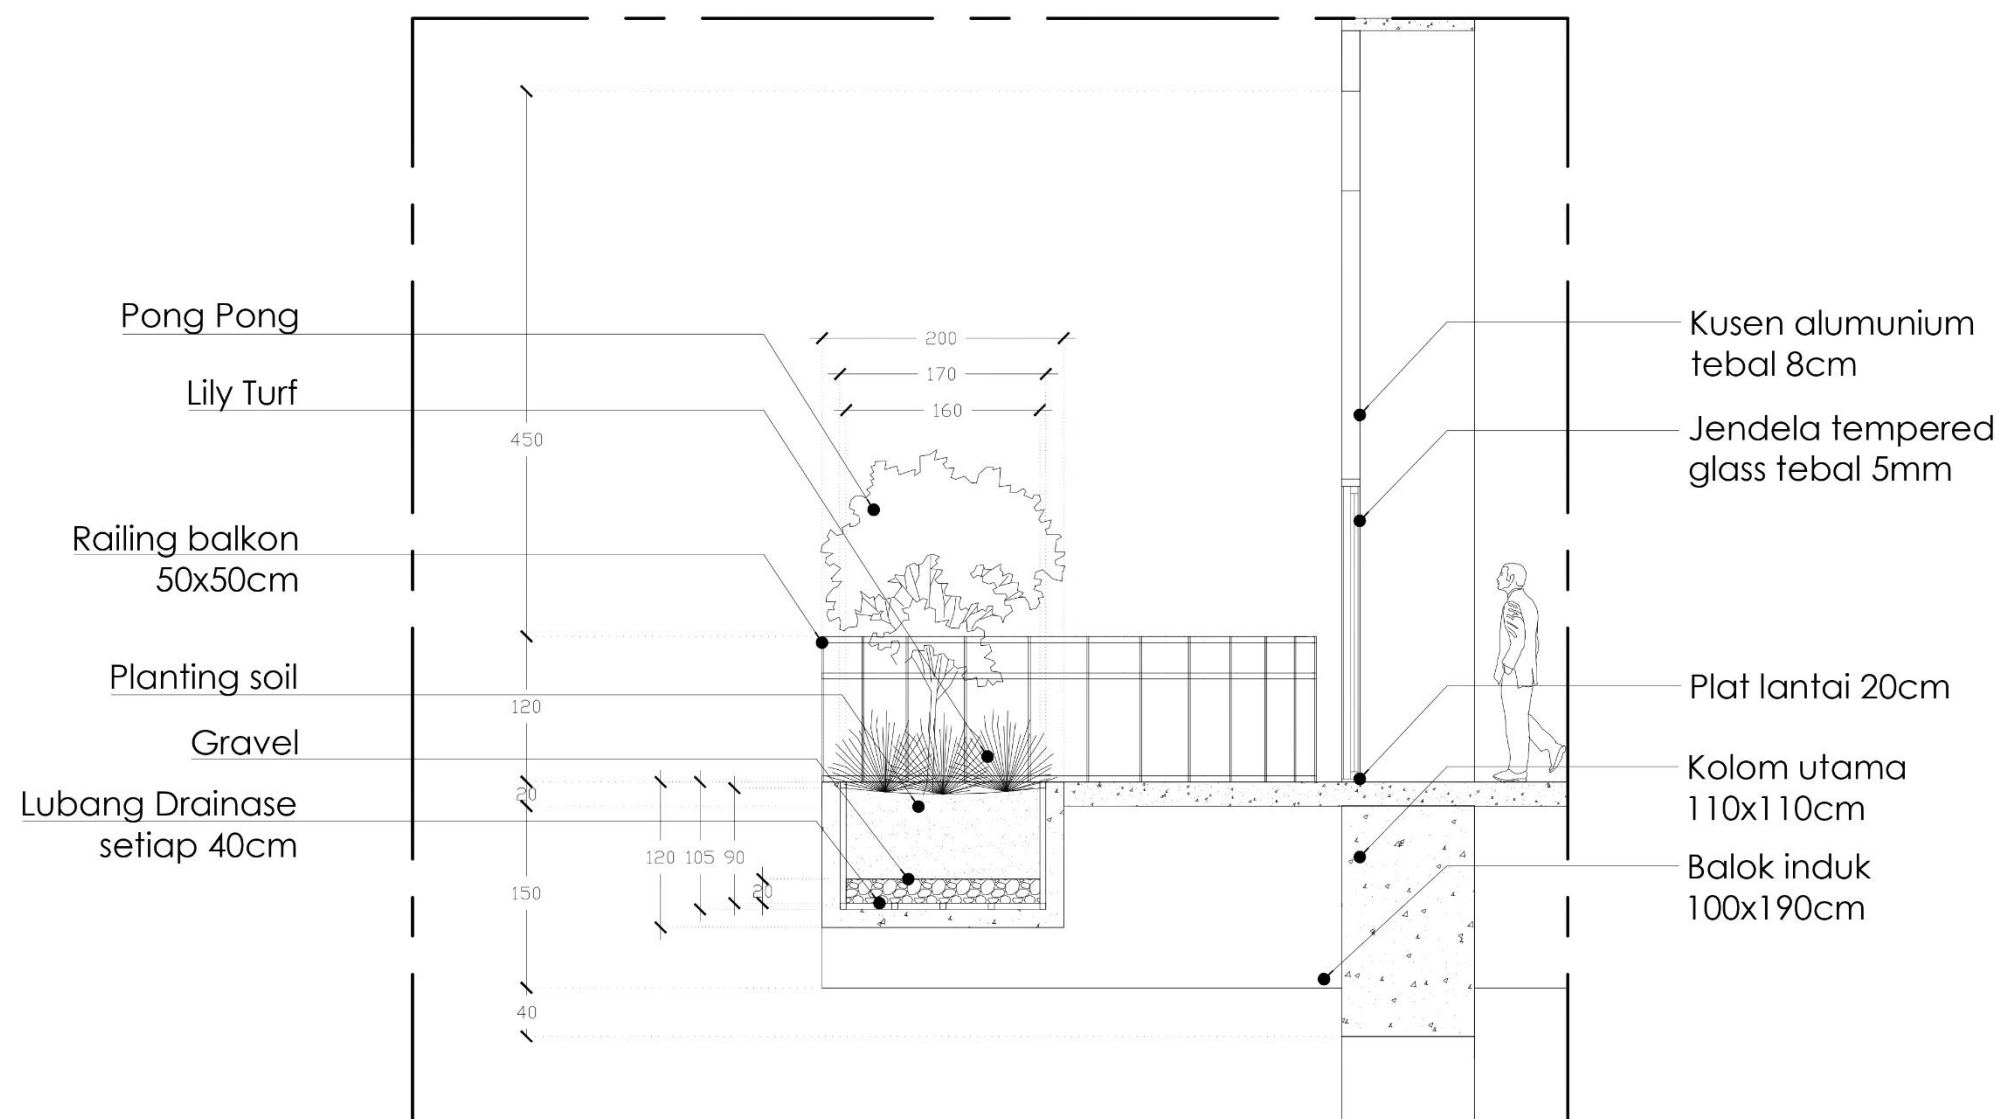 Pong Pong
Lily Turf
Railing balkon
50x50cm
Planting soil
Gravel
Lubang Drainase
setiap 40cm
450
120
20
150
40
200
170
160
120
105
90
20
Kusen alumunium
tebal 8cm
Jendela tempered
glass tebal 5mm
Plat lantai 20cm
Kolom utama
110x110cm
Balok induk
100x190cm